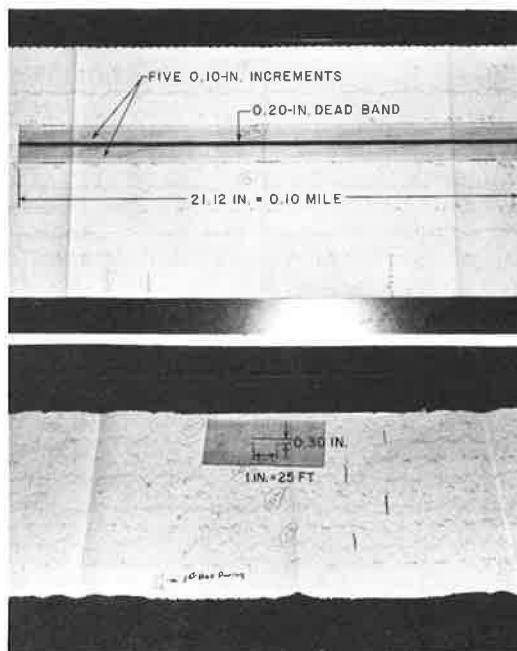 FIVE 0.10-IN. INCREMENTS
0.20-IN. DEAD BAND
21.12 IN. = 0.10 MILE
0.30 IN.
1 IN. = 25 FT